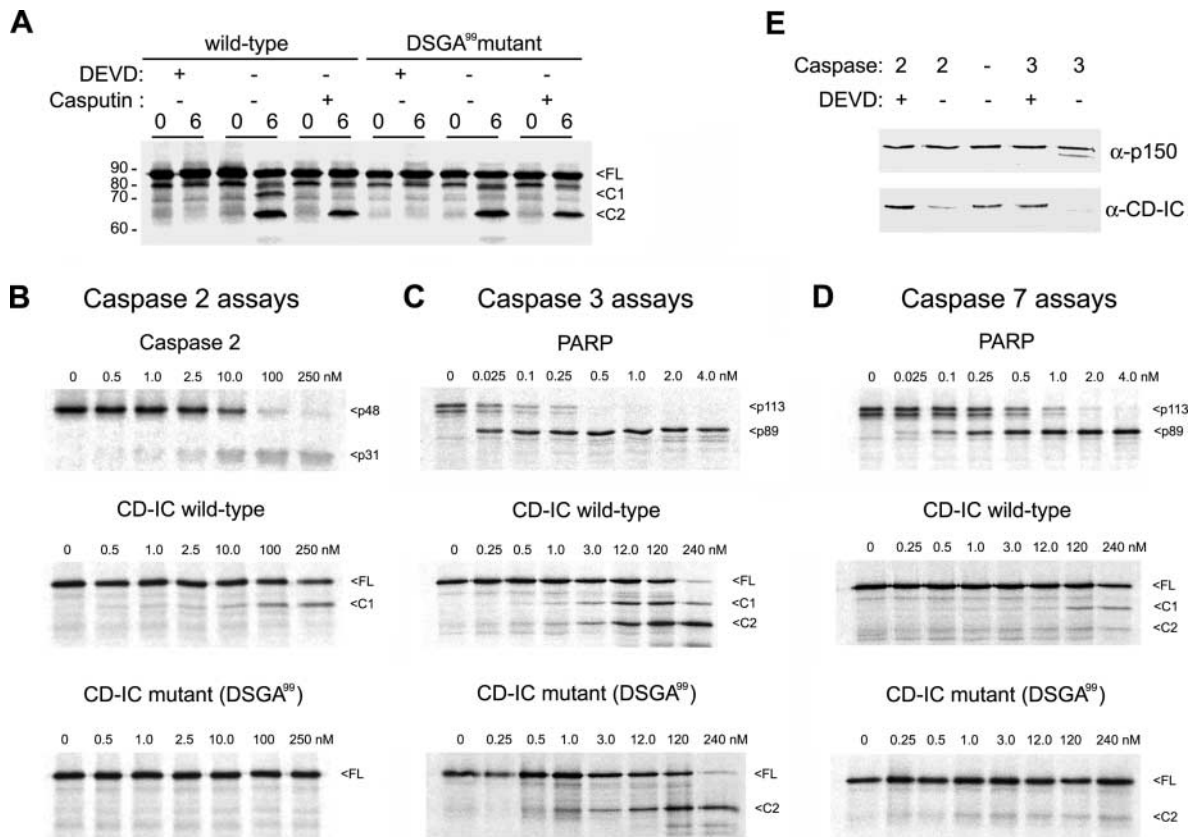 A
wild-type DSGA⁹⁹mutant
DEVD: + - - + - -
Casputin : - - + - - +
0 6 0 6 0 6 0 6 0 6 0 6
90 -
80 -
70 -
60 -
<FL
<C1
<C2
E
Caspase: 2 2 - 3 3
DEVD: + - + -
α-p150
α-CD-IC
B Caspase 2 assays
Caspase 2
0 0.5 1.0 2.5 10.0 100 250 nM
<p48
<p31
CD-IC wild-type
0 0.5 1.0 2.5 10.0 100 250 nM
<FL
<C1
CD-IC mutant (DSGA⁹⁹)
0 0.5 1.0 2.5 10.0 100 250 nM
<FL
C Caspase 3 assays
PARP
0 0.025 0.1 0.25 0.5 1.0 2.0 4.0 nM
<p113
<p89
CD-IC wild-type
0 0.25 0.5 1.0 3.0 12.0 120 240 nM
<FL
<C1
<C2
CD-IC mutant (DSGA⁹⁹)
0 0.25 0.5 1.0 3.0 12.0 120 240 nM
<FL
<C2
D Caspase 7 assays
PARP
0 0.025 0.1 0.25 0.5 1.0 2.0 4.0 nM
<p113
<p89
CD-IC wild-type
0 0.25 0.5 1.0 3.0 12.0 120 240 nM
<FL
<C1
<C2
CD-IC mutant (DSGA⁹⁹)
0 0.25 0.5 1.0 3.0 12.0 120 240 nM
<FL
<C2